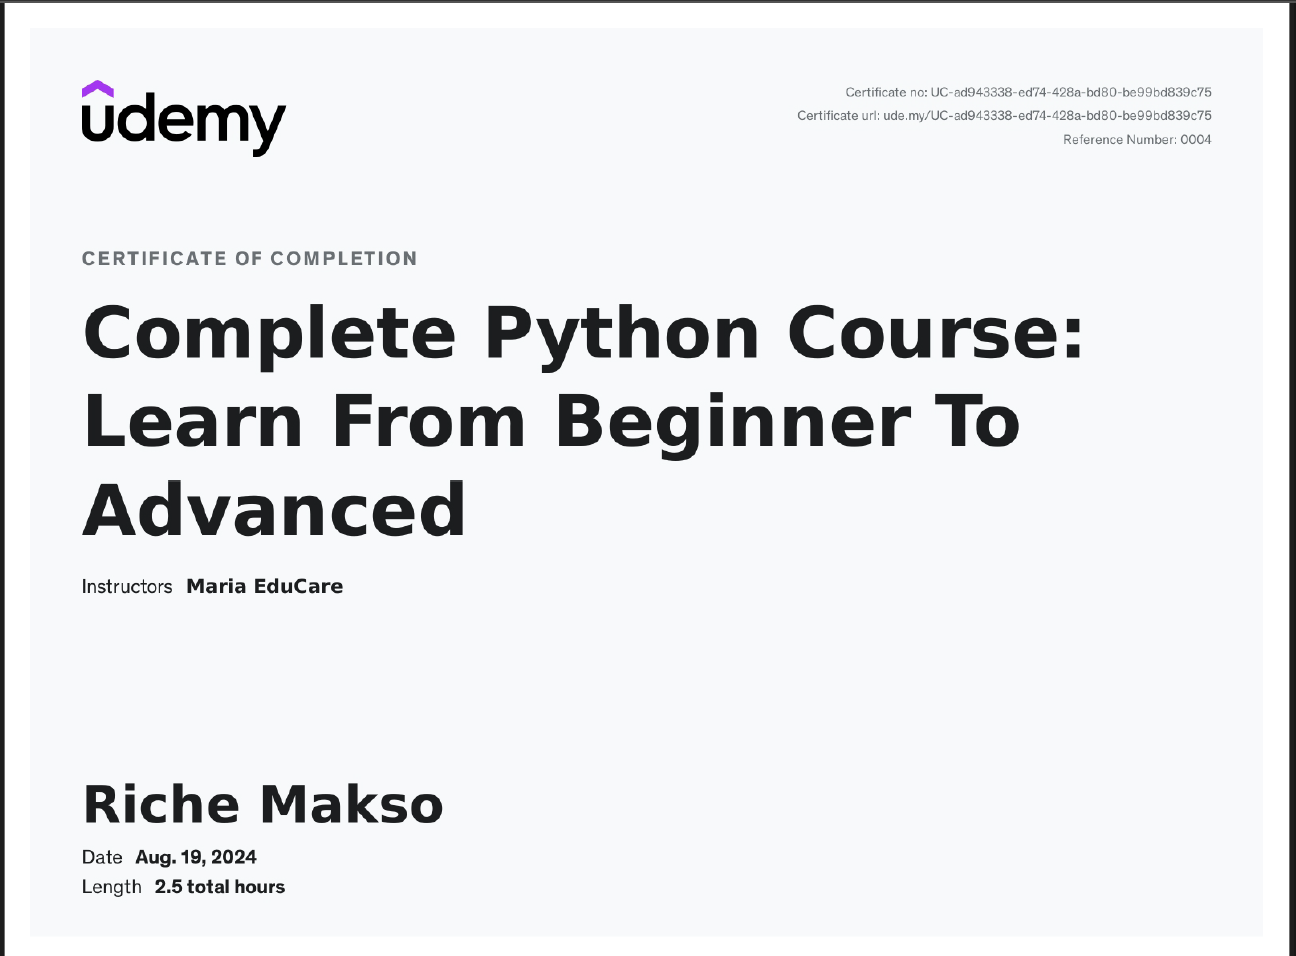 udemy
Certificate no: UC-ad943338-ed74-428a-bd80-be99bd839c75
Certificate url: ude.my/UC-ad943338-ed74-428a-bd80-be99bd839c75
Reference Number: 0004
CERTIFICATE OF COMPLETION
Complete Python Course:
Learn From Beginner To
Advanced
Instructors Maria EduCare
Riche Makso
Date Aug. 19, 2024
Length 2.5 total hours